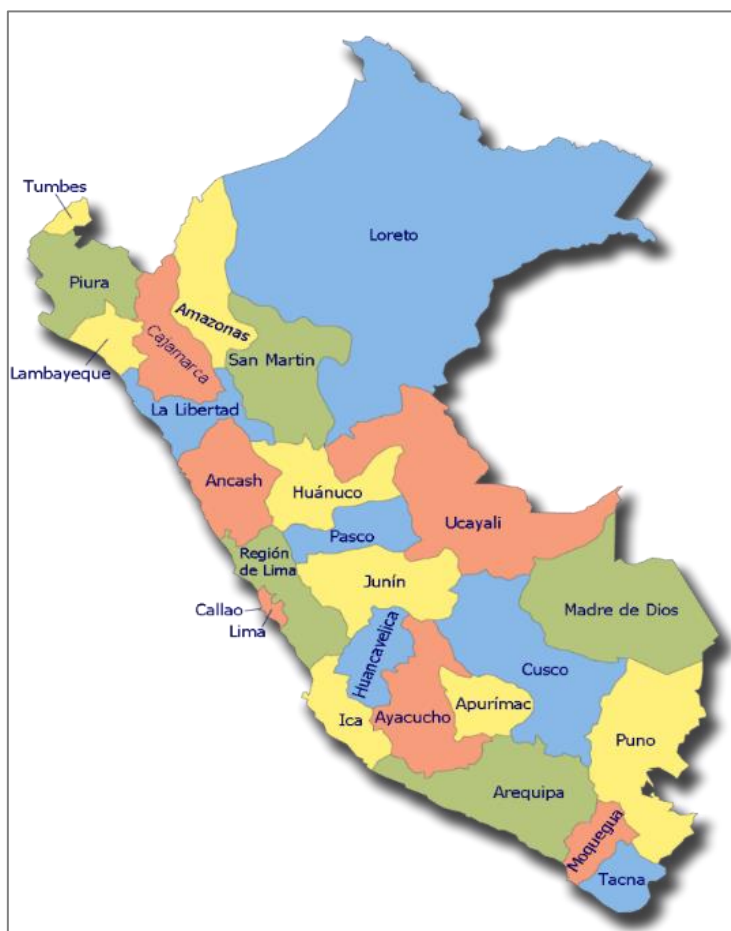 Tumbes
Loreto
Piura
Amazonas
Cajamarca
San Martin
Lambayeque
La Libertad
Ancash
Huánuco
Ucayali
Pasco
Región
de Lima
Junín
Callao
Lima
Madre de Dios
Huancavelica
Cusco
Apurímac
Ica
Ayacucho
Puno
Arequipa
Moquegua
Tacna